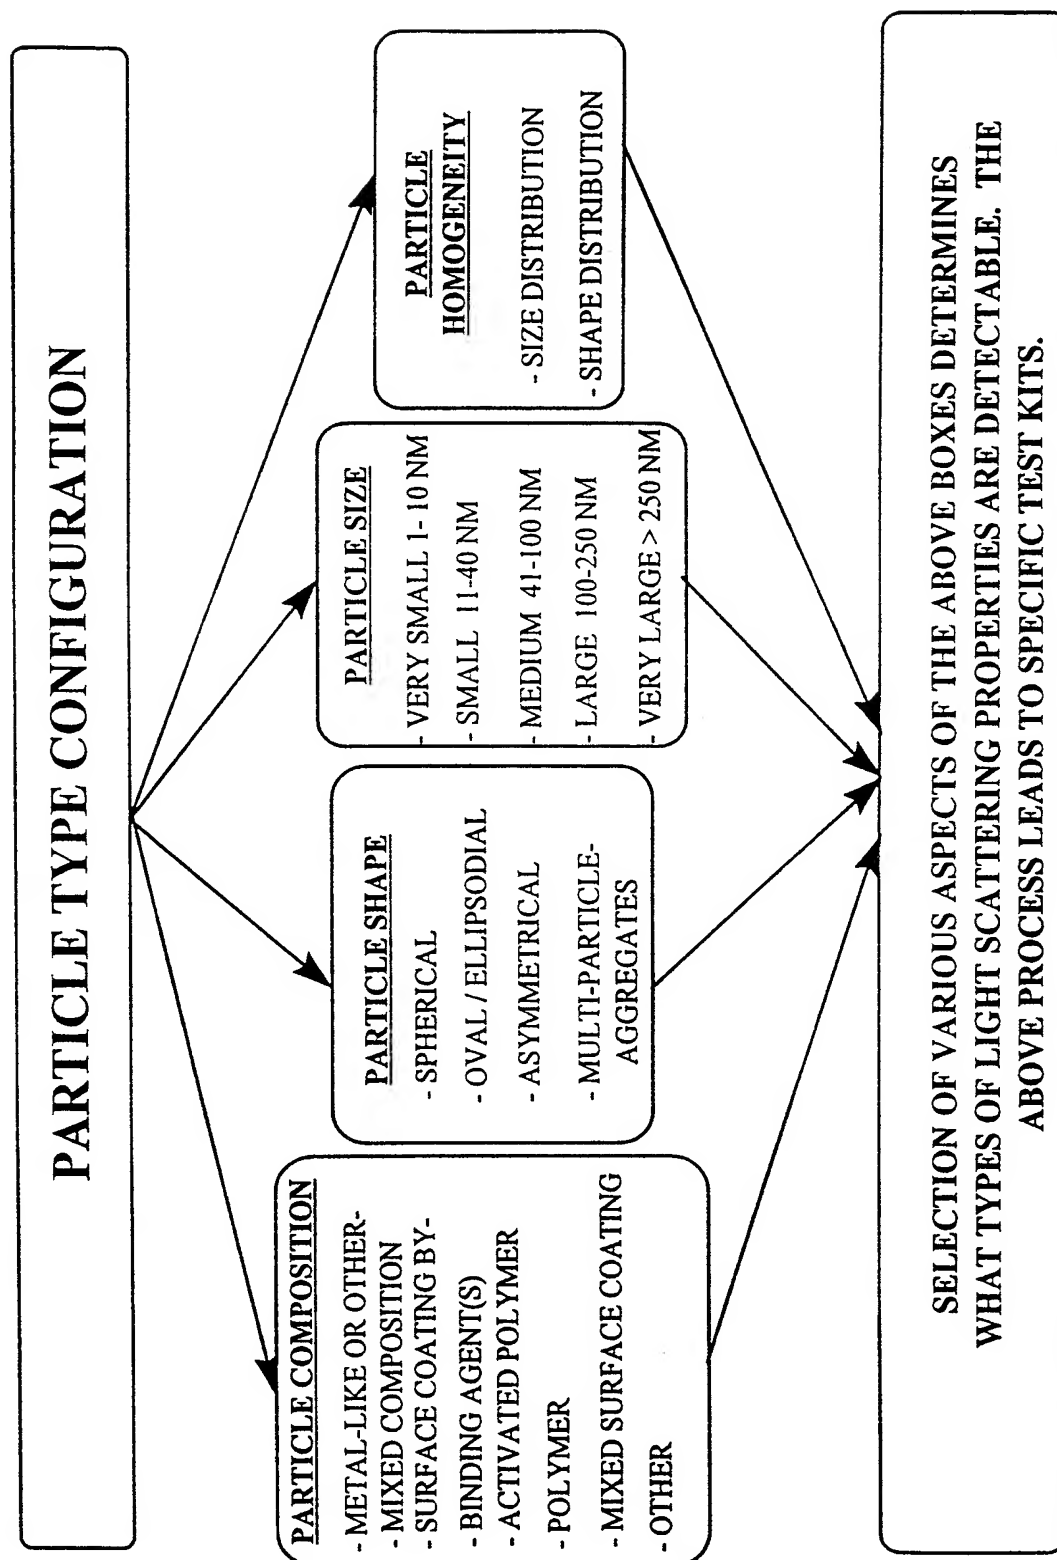 PARTICLE TYPE CONFIGURATION
PARTICLE COMPOSITION
- METAL-LIKE OR OTHER-
- MIXED COMPOSITION
- SURFACE COATING BY-
- BINDING AGENT(S)
- ACTIVATED POLYMER
- POLYMER
- MIXED SURFACE COATING
- OTHER
PARTICLE SHAPE
- SPHERICAL
- OVAL / ELLIPSODIAL
- ASYMMETRICAL
- MULTI-PARTICLE-
AGGREGATES
PARTICLE SIZE
- VERY SMALL 1- 10 NM
- SMALL 11-40 NM
- MEDIUM 41-100 NM
- LARGE 100-250 NM
- VERY LARGE > 250 NM
PARTICLE
HOMOGENEITY
- SIZE DISTRIBUTION
- SHAPE DISTRIBUTION
SELECTION OF VARIOUS ASPECTS OF THE ABOVE BOXES DETERMINES
WHAT TYPES OF LIGHT SCATTERING PROPERTIES ARE DETECTABLE. THE
ABOVE PROCESS LEADS TO SPECIFIC TEST KITS.